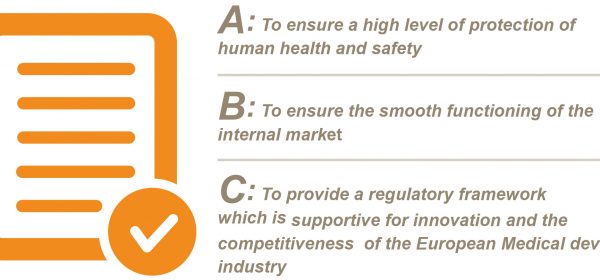 A: To ensure a high level of protection of
human health and safety
B: To ensure the smooth functioning of the
internal market
C: To provide a regulatory framework
which is supportive for innovation and the
competitiveness of the European Medical dev
industry